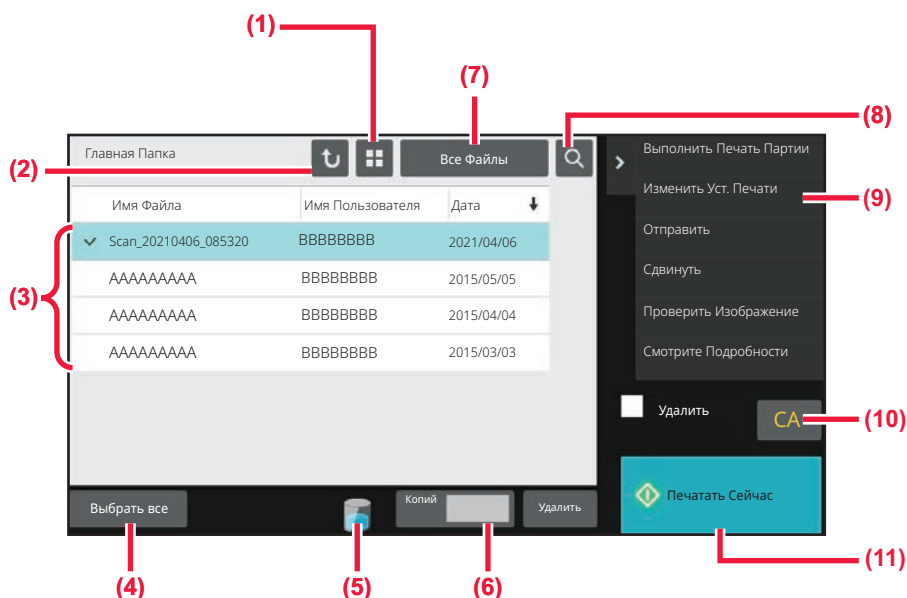 (1)
(7)
(8)
Главная Папка
Все Файлы
Выполнить Печать Партии
(2)
Изменить Уст. Печати
(9)
Имя Файла Имя Пользователя Дата
Отправить
Scan_20210406_085320 BBBBBBBB 2021/04/06
Сдвинуть
(3)
AAAAAAAAA BBBBBBBB 2015/05/05
AAAAAAAAA BBBBBBBB 2015/04/04
Проверить Изображение
AAAAAAAAA BBBBBBBB 2015/03/03
Смотрите Подробности
Удалить
CA
(10)
Выбрать все
Копий
Удалить
Печатать Сейчас
(11)
(4)
(5)
(6)